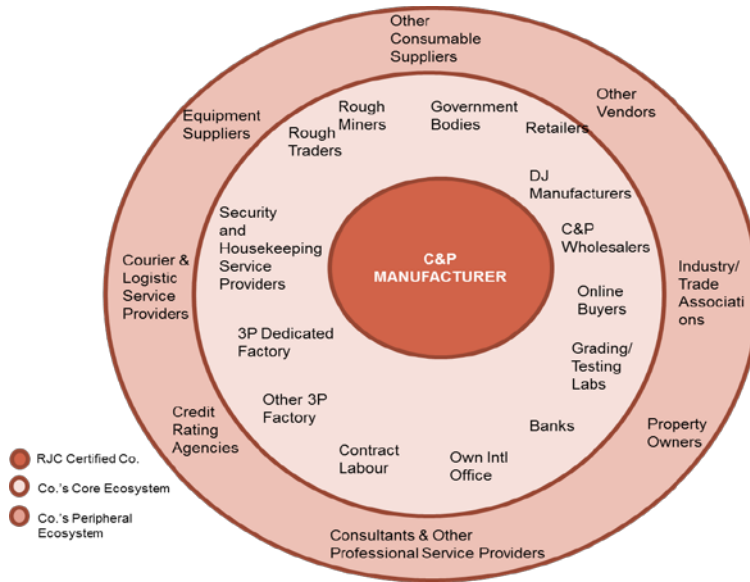 Other
Consumable
Suppliers
Other
Vendors
Equipment
Suppliers
Rough
Miners
Government
Bodies
Rough
Traders
Retailers
DJ
Manufacturers
Security
and
Housekeeping
Service
Providers
C&P
Wholesalers
C&P
MANUFACTURER
Courier &
Logistic
Service
Providers
Industry/
Trade
Associati
ons
Online
Buyers
3P Dedicated
Factory
Grading/
Testing
Labs
Other 3P
Factory
Credit
Rating
Agencies
Banks
Property
Owners
Contract
Labour
Own Intl
Office
Consultants & Other
Professional Service Providers
RJC Certified Co.
Co.'s Core Ecosystem
Co.'s Peripheral
Ecosystem